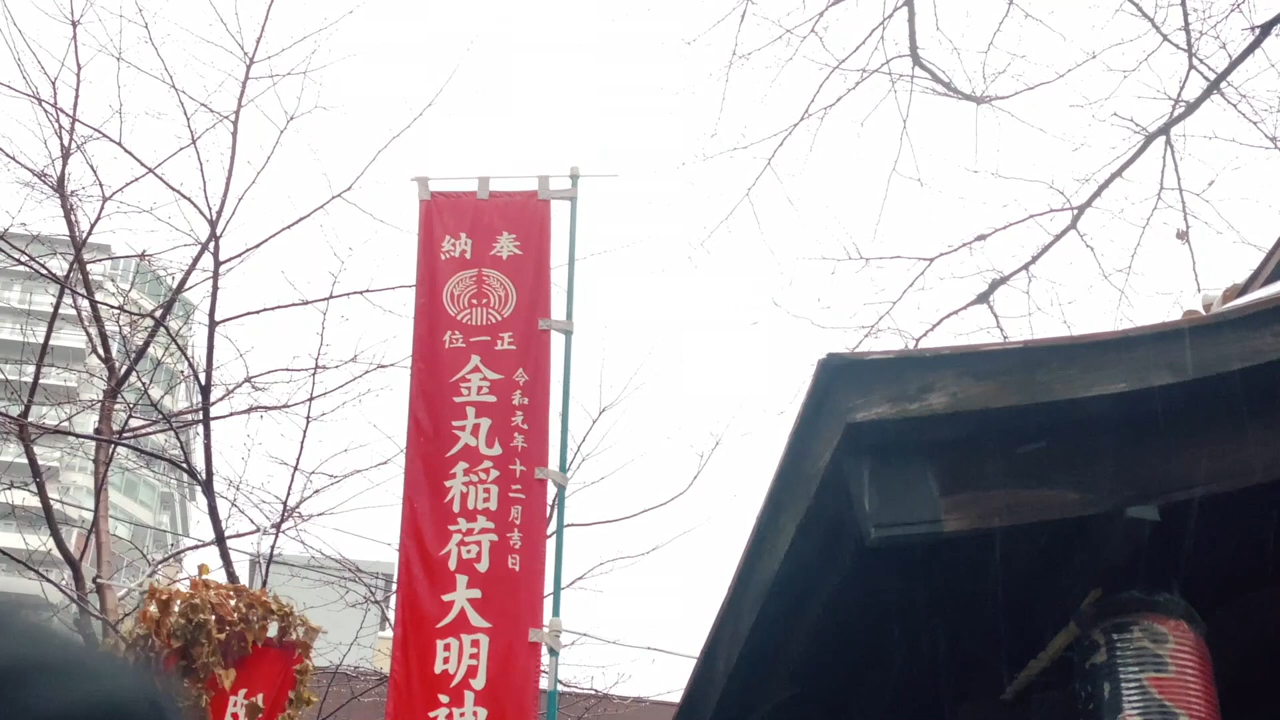 奉納
正一位
金丸稲荷大明神
令和元年十二月吉日